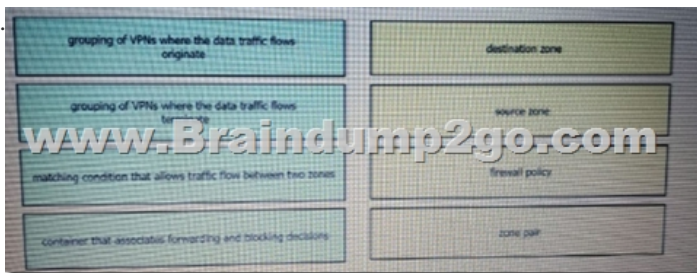 grouping of VPNs where the data traffic flows
originate
destination zone
grouping of VPNs where the data traffic flows
terminate
source zone
www.Braindump2go.com
matching condition that allows traffic flow between two zones
firewall policy
container that associates forwarding and blocking decisions
zone pair